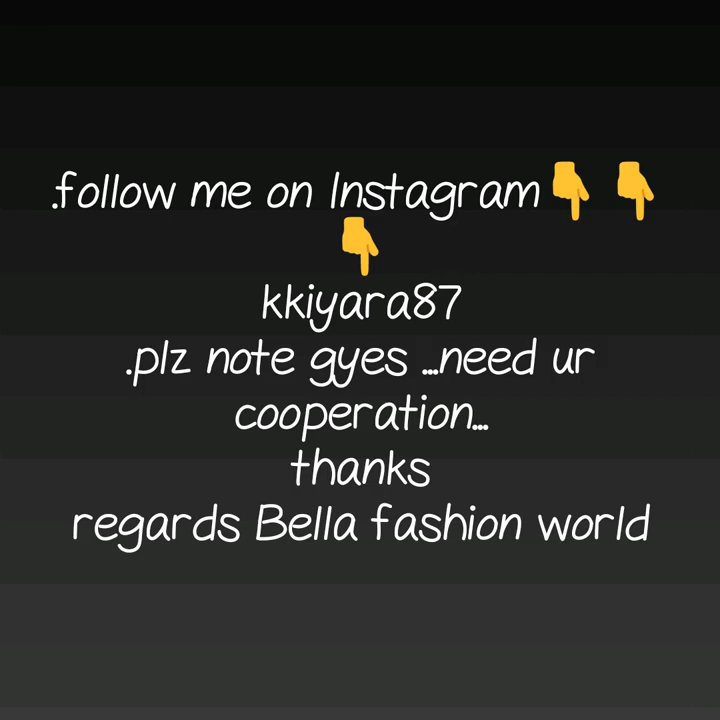 .follow me on Instagram👇 👇
👇
kkiyara87
.plz note gyes ...need ur
cooperation...
thanks
regards Bella fashion world